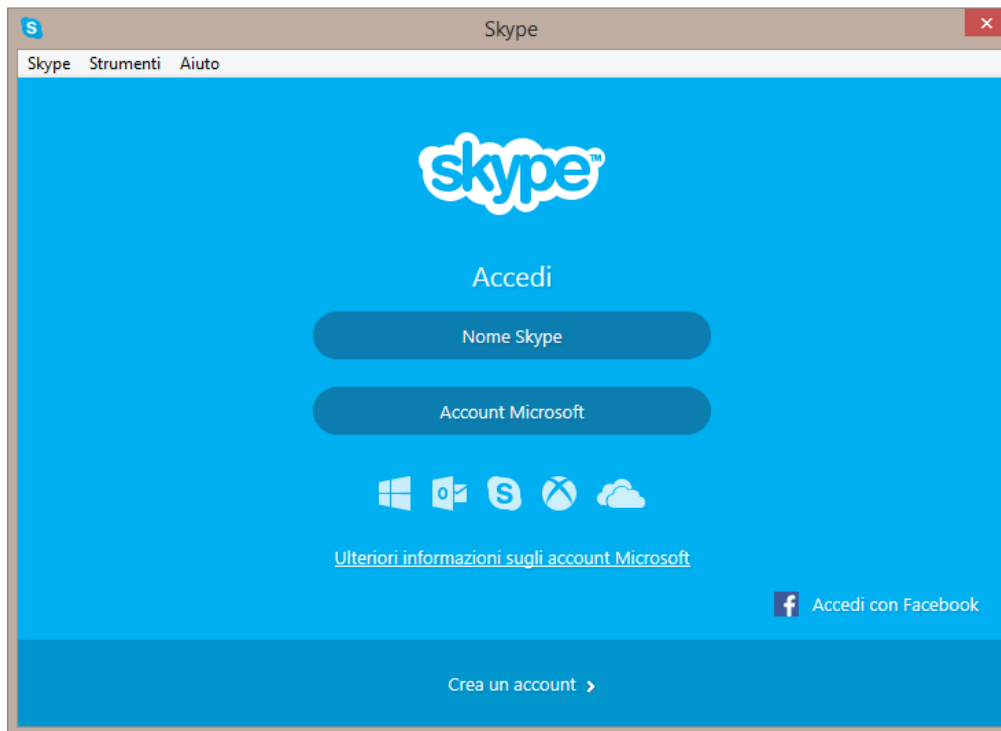 Skype
Skype Strumenti Aiuto
skype™
Accedi
Nome Skype
Account Microsoft
Ulteriori informazioni sugli account Microsoft
Accedi con Facebook
Crea un account